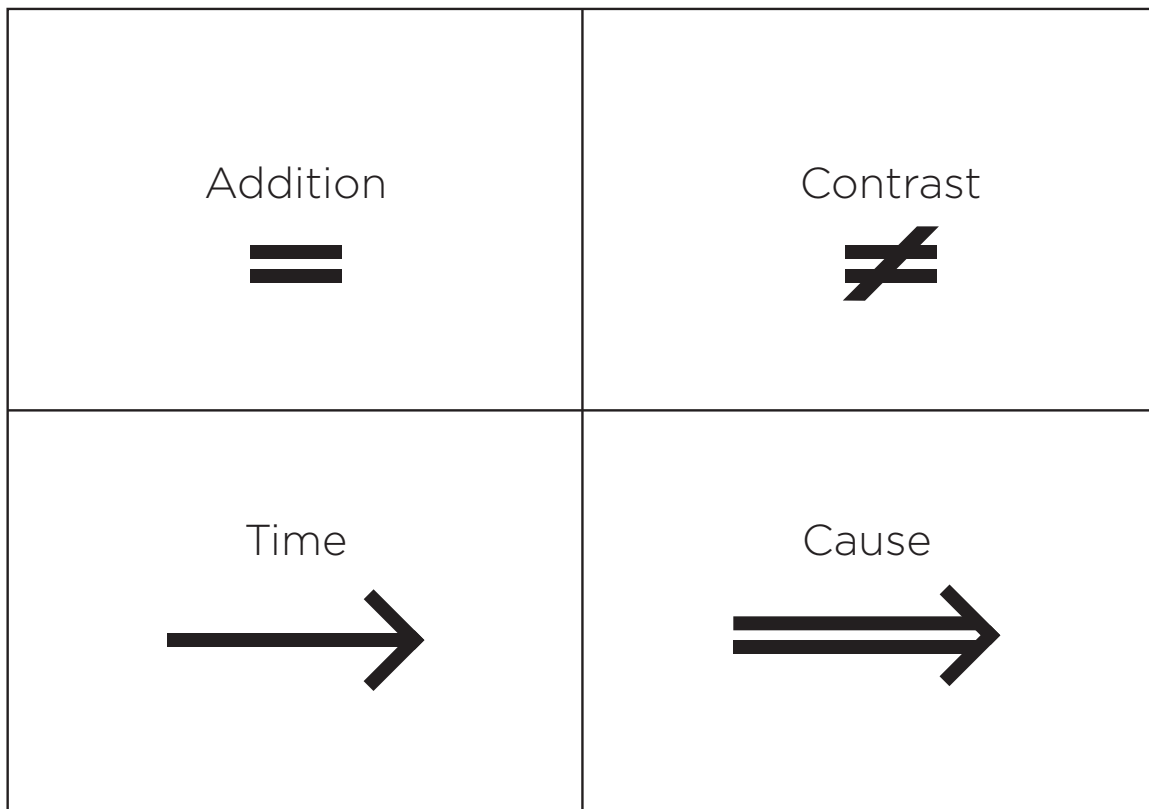 Addition
=
Contrast
≠
Time
→
Cause
⇒